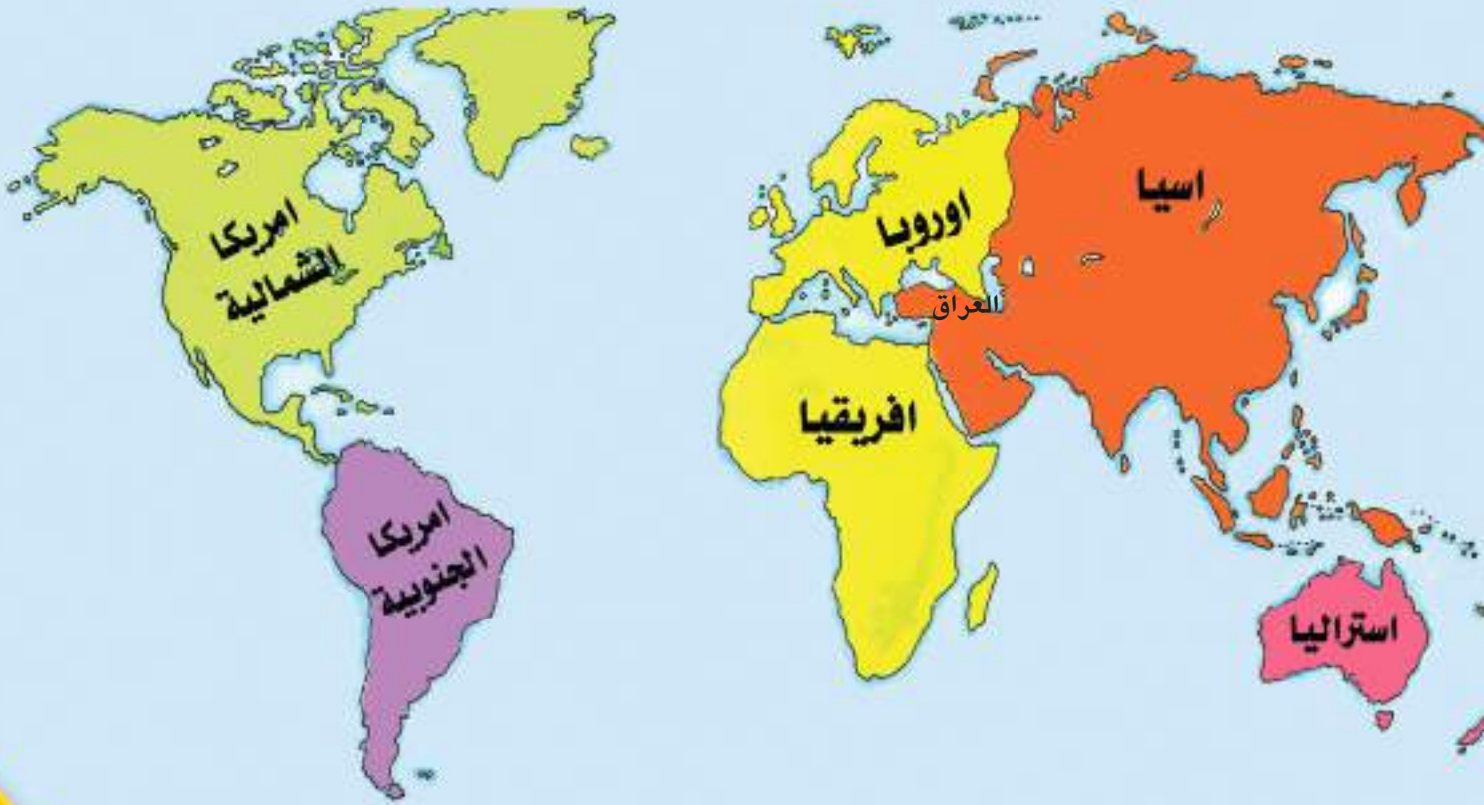 امريكا
الشمالية
اوروبا
اسيا
العراق
افريقيا
امريكا
الجنوبية
استراليا